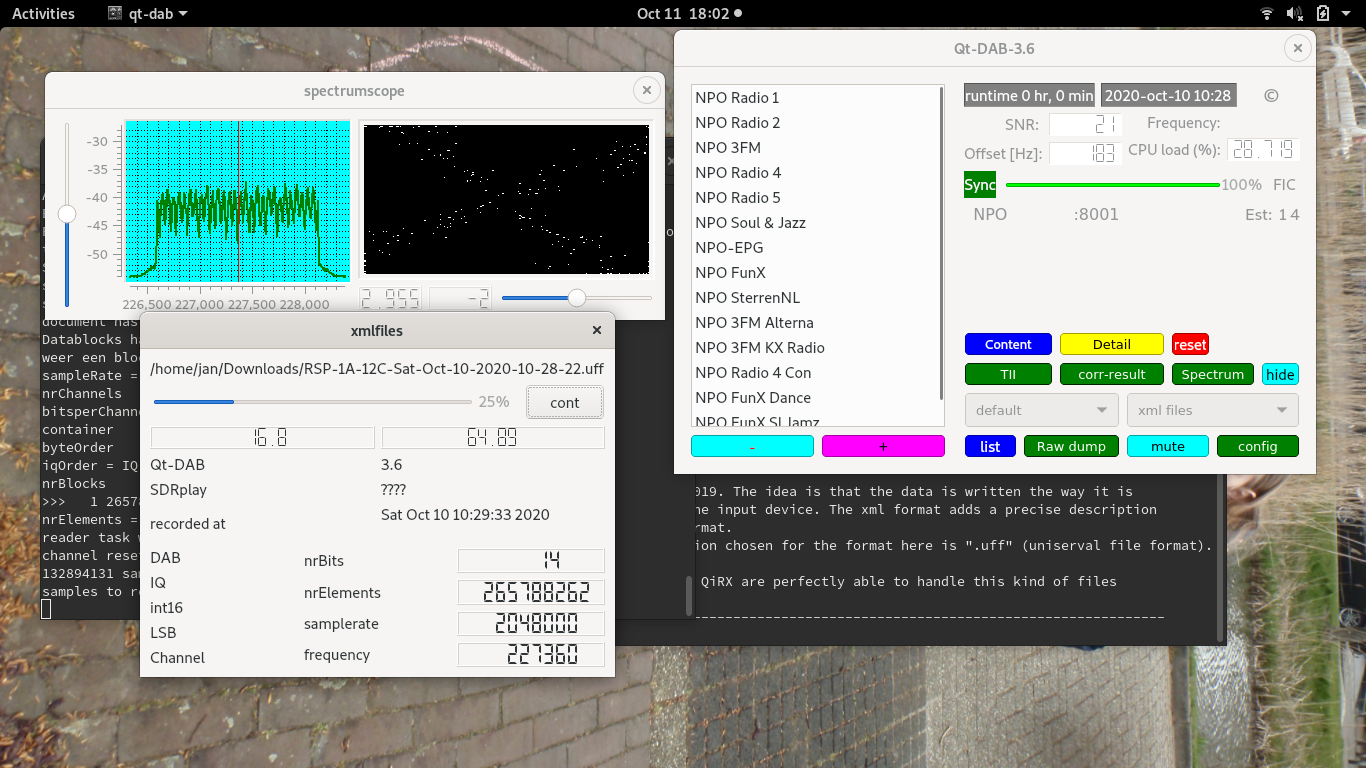 Activities
qt-dab
Oct 11 18:02
spectrumscope
-30
-35
-40
-45
-50
226,500 227,000 227,500 228,000
2.955
-2
Qt-DAB-3.6
NPO Radio 1
NPO Radio 2
NPO 3FM
NPO Radio 4
NPO Radio 5
NPO Soul & Jazz
NPO-EPG
NPO FunX
NPO SterrenNL
NPO 3FM Alterna
NPO 3FM KX Radio
NPO Radio 4 Con
NPO FunX Dance
NPO FunX SlJamz
- +
runtime 0 hr, 0 min 2020-oct-10 10:28 ©
SNR: 21 Frequency:
Offset [Hz]: 183 CPU load (%): 28.719
Sync 100% FIC
NPO :8001 Est: 1 4
Content Detail reset
TII corr-result Spectrum hide
default xml files
list Raw dump mute config
document has
Datablocks ha
weer een bloc
sampleRate =
nrChannels
bitsperChann
container
byteOrder
iqOrder = IQ
nrBlocks
>>> 1 26578
nrElements =
reader task w
channel reset
132894131 sam
samples to re
xmlfiles
/home/jan/Downloads/RSP-1A-12C-Sat-Oct-10-2020-10-28-22.uff
25% cont
16.0 64.89
Qt-DAB 3.6
SDRplay ????
recorded at Sat Oct 10 10:29:33 2020
DAB
IQ
int16
LSB
Channel
nrBits 14
nrElements 265788262
samplerate 2048000
frequency 227360
019. The idea is that the data is written the way it is
ne input device. The xml format adds a precise description
rmat.
ion chosen for the format here is ".uff" (uniserval file format).
QiRX are perfectly able to handle this kind of files